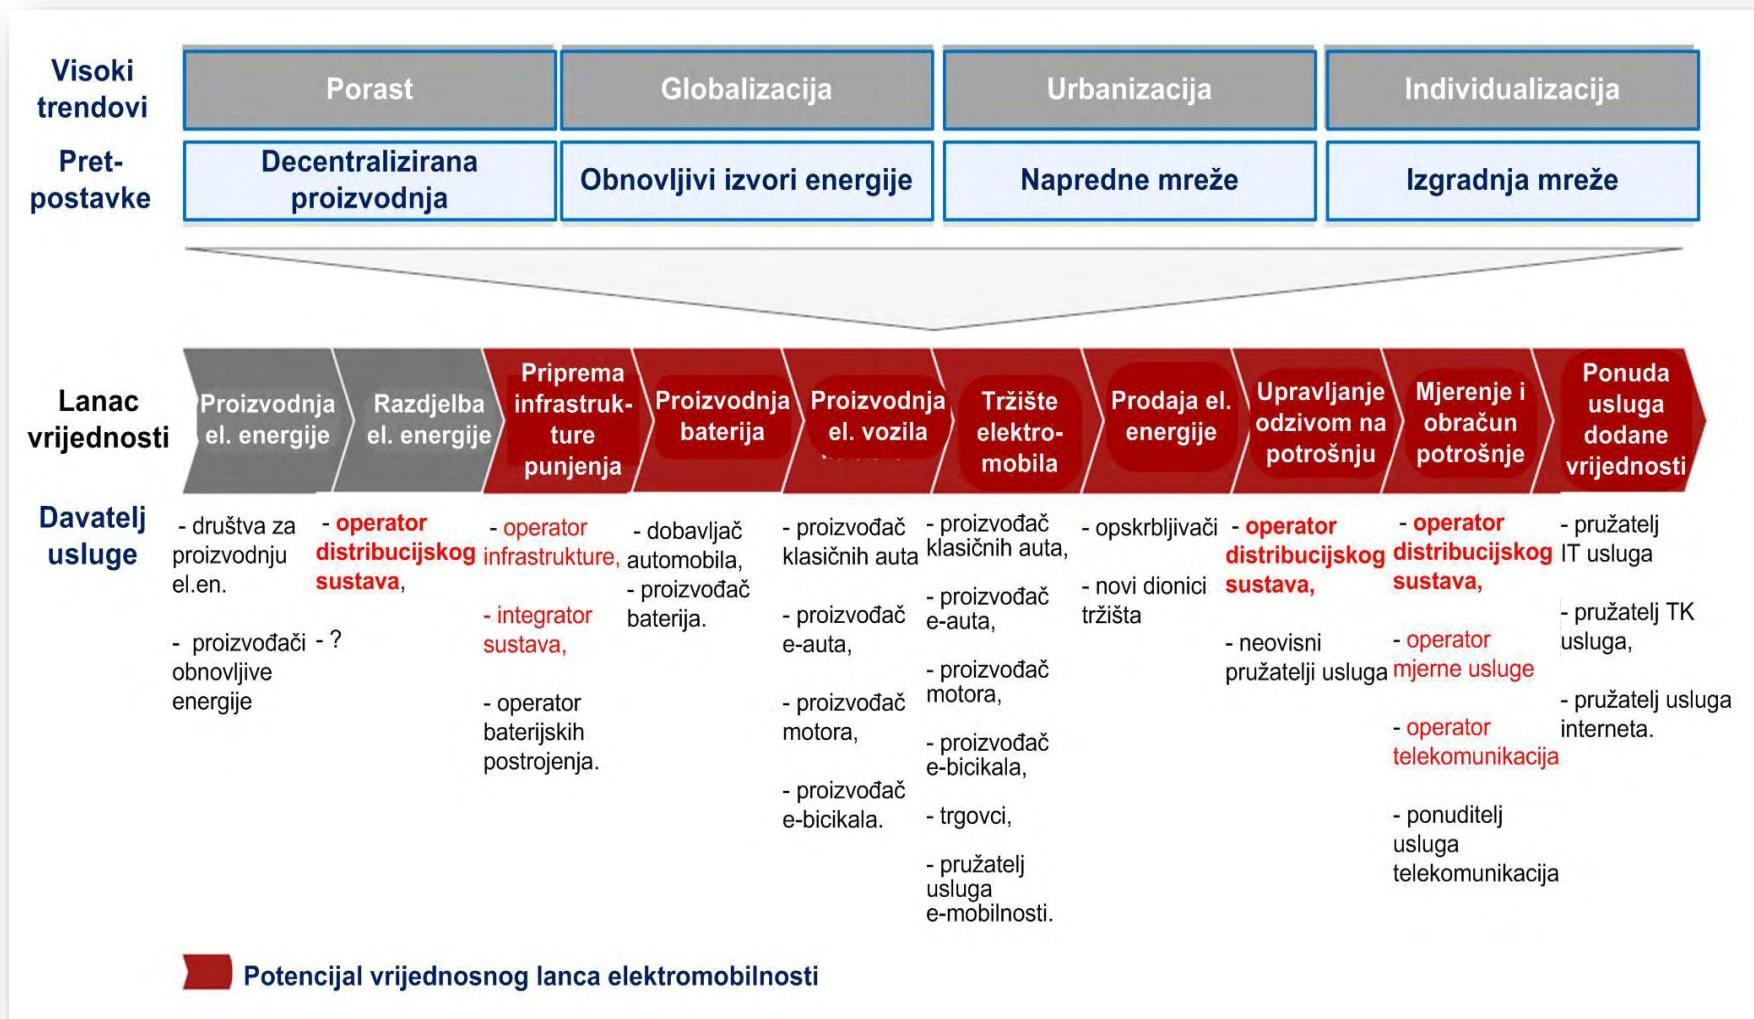 Visoki
trendovi
Porast
Globalizacija
Urbanizacija
Individualizacija
Pret-
postavke
Decentralizirana
proizvodnja
Obnovljivi izvori energije
Napredne mreže
Izgradnja mreže
Lanac
vrijednosti
Proizvodnja
el. energije
Razdjelba
el. energije
Priprema
infrastruk-
ture
punjenja
Proizvodnja
baterija
Proizvodnja
el. vozila
Tržište
elektro-
mobila
Prodaja el.
energije
Upravljanje
odzivom na
potrošnju
Mjerenje i
obračun
potrošnje
Ponuda
usluga
dodane
vrijednosti
Davatelj
usluge
- društva za
proizvodnju
el.en.
- proizvođači
obnovljive
energije
- operator
distribucijskog
sustava,
- ?
- operator
infrastrukture,
- integrator
sustava,
- operator
baterijskih
postrojenja.
- dobavljač
automobila,
- proizvođač
baterija.
- proizvođač
klasičnih auta
- proizvođač
e-auta,
- proizvođač
motora,
- proizvođač
e-bicikala.
- proizvođač
klasičnih auta,
- proizvođač
e-auta,
- proizvođač
motora,
- proizvođač
e-bicikala,
- trgovci,
- pružatelj
usluga
e-mobilnosti.
- opskrbljivači
- novi dionici
tržišta
- operator
distribucijskog
sustava,
- neovisni
pružatelji usluga
- operator
distribucijskog
sustava,
- operator
mjerne usluge
- operator
telekomunikacija
- ponuditelj
usluga
telekomunikacija
- pružatelj
IT usluga
- pružatelj TK
usluga,
- pružatelj usluga
interneta.
Potencijal vrijednosnog lanca elektromobilnosti